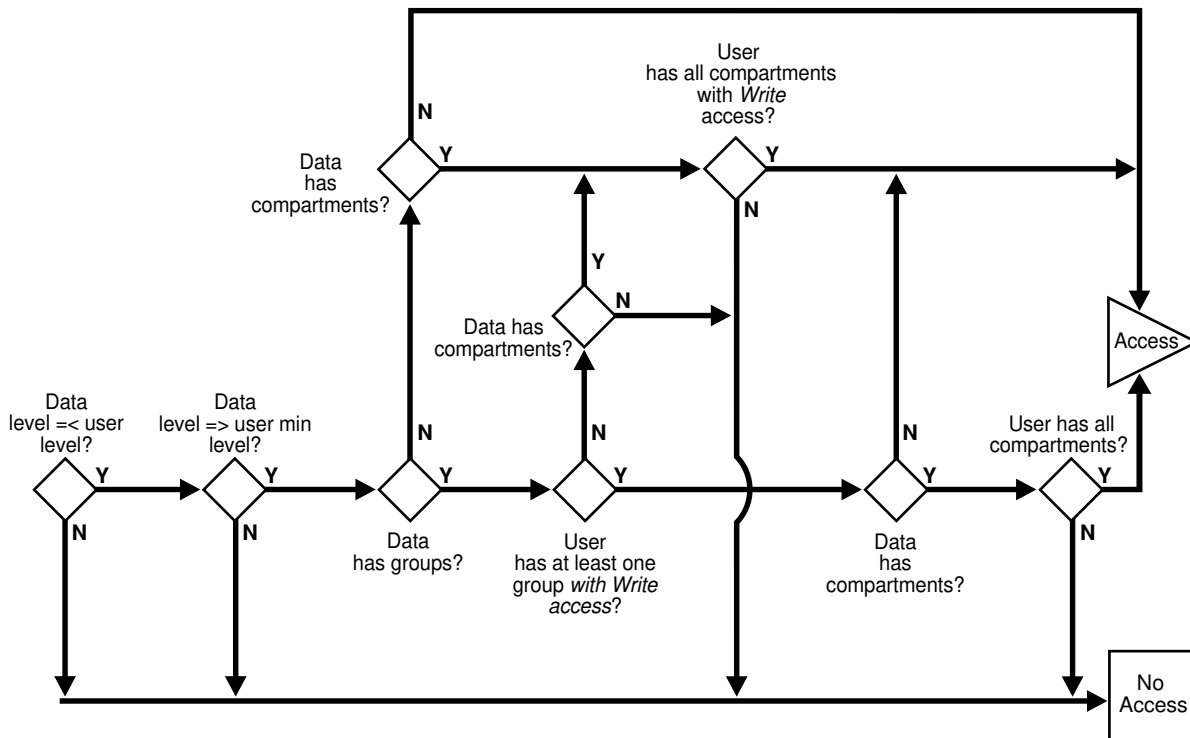 User
has all compartments
with Write
access?
N
Y
Data
has
compartments?
Y
N
Y
N
Data has
compartments?
Access
Data
level =< user
level?
Data
level => user min
level?
User has all
compartments?
N
N
N
Y
Y
Y
Y
Y
Y
N
N
N
Data
has groups?
User
has at least one
group with Write
access?
Data
has
compartments?
No
Access